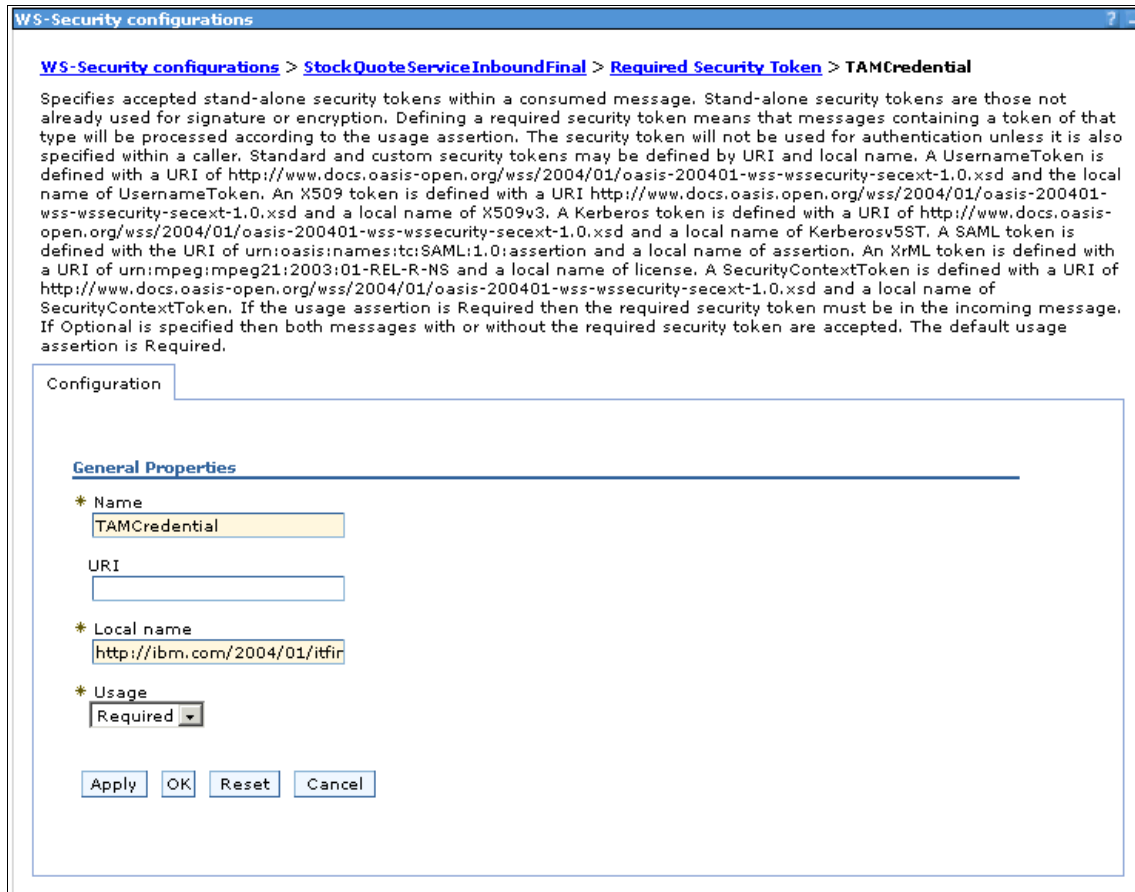 WS-Security configurations ? -
WS-Security configurations > StockQuoteServiceInboundFinal > Required Security Token > TAMCredential
Specifies accepted stand-alone security tokens within a consumed message. Stand-alone security tokens are those not
already used for signature or encryption. Defining a required security token means that messages containing a token of that
type will be processed according to the usage assertion. The security token will not be used for authentication unless it is also
specified within a caller. Standard and custom security tokens may be defined by URI and local name. A UsernameToken is
defined with a URI of http://www.docs.oasis-open.org/wss/2004/01/oasis-200401-wss-wssecurity-secext-1.0.xsd and the local
name of UsernameToken. An X509 token is defined with a URI http://www.docs.oasis.open.org/wss/2004/01/oasis-200401-
wss-wssecurity-secext-1.0.xsd and a local name of X509v3. A Kerberos token is defined with a URI of http://www.docs.oasis-
open.org/wss/2004/01/oasis-200401-wss-wssecurity-secext-1.0.xsd and a local name of Kerberosv5ST. A SAML token is
defined with the URI of urn:oasis:names:tc:SAML:1.0:assertion and a local name of assertion. An XrML token is defined with
a URI of urn:mpeg:mpeg21:2003:01-REL-R-NS and a local name of license. A SecurityContextToken is defined with a URI of
http://www.docs.oasis-open.org/wss/2004/01/oasis-200401-wss-wssecurity-secext-1.0.xsd and a local name of
SecurityContextToken. If the usage assertion is Required then the required security token must be in the incoming message.
If Optional is specified then both messages with or without the required security token are accepted. The default usage
assertion is Required.
Configuration
General Properties
* Name
TAMCredential
URI
* Local name
http://ibm.com/2004/01/itfir
* Usage
Required
Apply OK Reset Cancel